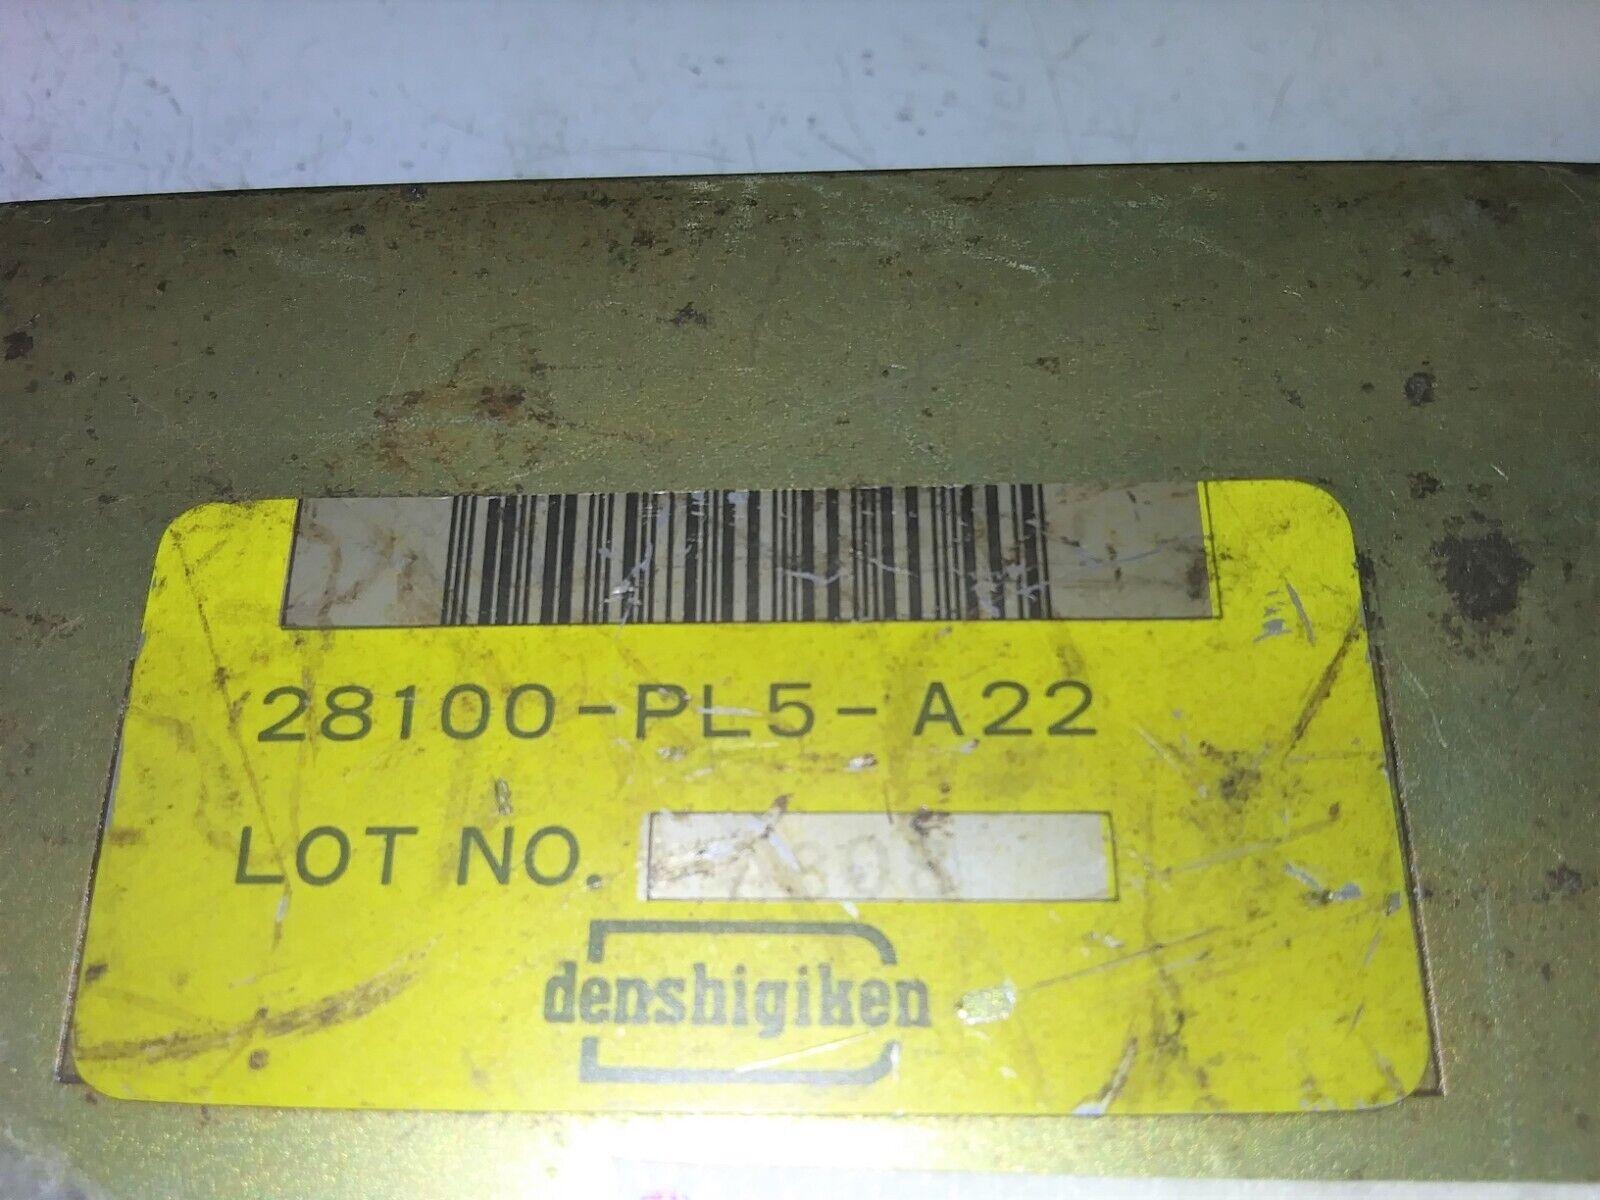 28100-PL5-A22
LOT NO.
denshigiken